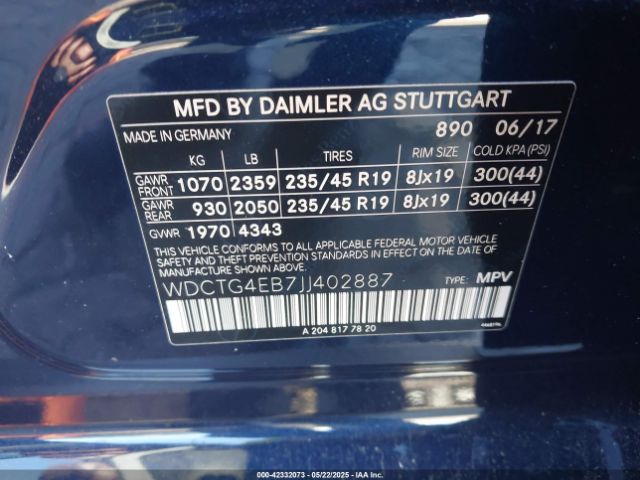 MFD BY DAIMLER AG STUTTGART
MADE IN GERMANY 890 06/17
KG LB TIRES RIM SIZE COLD KPA(PSI)
GAWR FRONT 1070 2359 235/45 R19 8Jx19 300(44)
GAWR REAR 930 2050 235/45 R19 8Jx19 300(44)
GVWR 1970 4343
THIS VEHICLE CONFORMS TO ALL APPLICABLE FEDERAL MOTOR VEHICLE
SAFETY AND THEFT PREVENTION STANDARDS IN EFFECT ON THE
DATE OF MANUFACTURE SHOWN ABOVE.
WDCTG4EB7JJ402887 TYPE: MPV
A 204 817 78 20
00-42332073 - 05/22/2025 - IAAI.COM